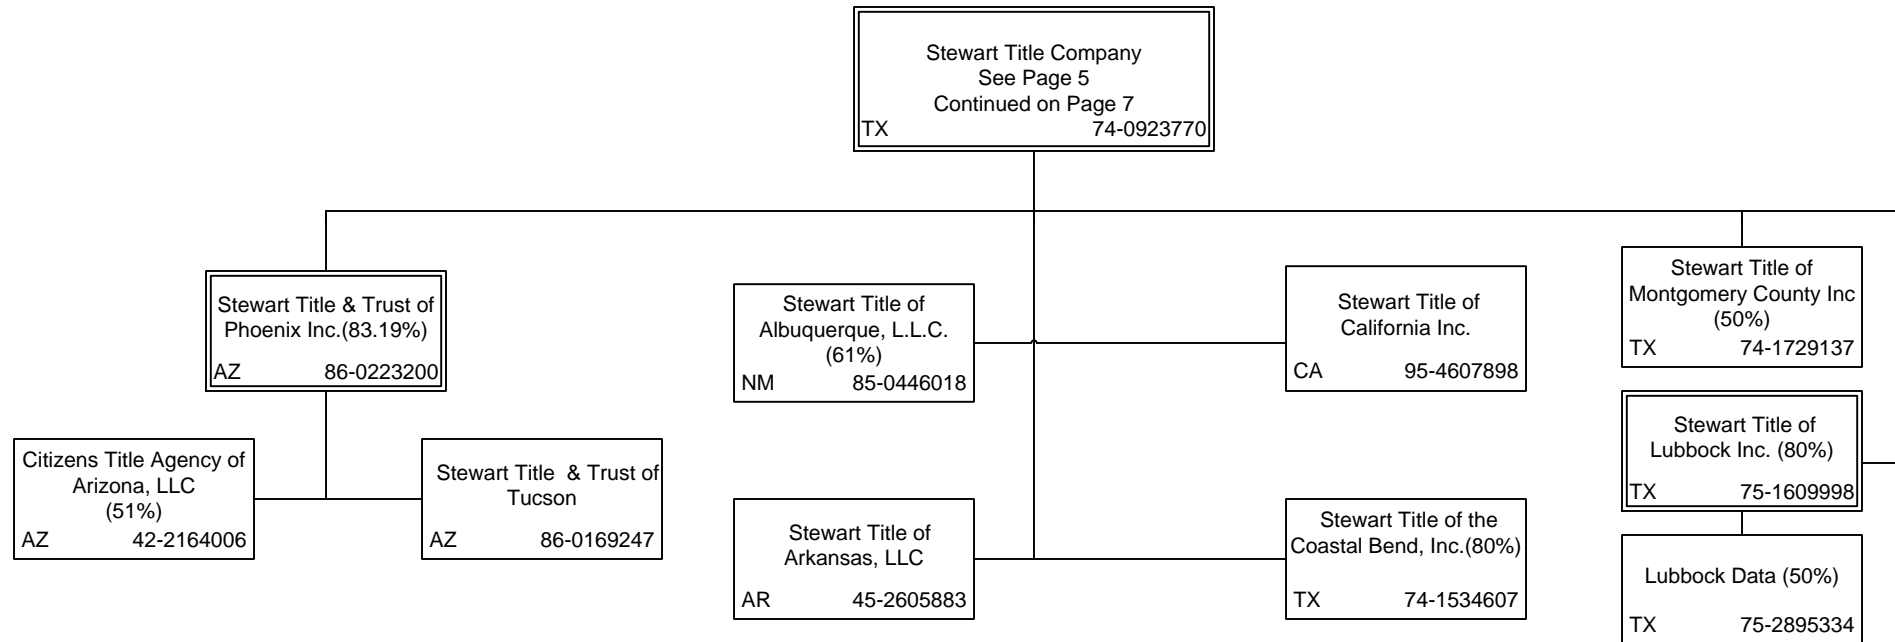 Stewart Title Company
See Page 5
Continued on Page 7
TX 74-0923770
Stewart Title & Trust of
Phoenix Inc.(83.19%)
AZ 86-0223200
Stewart Title of
Albuquerque, L.L.C.
(61%)
NM 85-0446018
Stewart Title of
California Inc.
CA 95-4607898
Stewart Title of
Montgomery County Inc
(50%)
TX 74-1729137
Stewart Title of
Lubbock Inc. (80%)
TX 75-1609998
Citizens Title Agency of
Arizona, LLC
(51%)
AZ 42-2164006
Stewart Title & Trust of
Tucson
AZ 86-0169247
Stewart Title of
Arkansas, LLC
AR 45-2605883
Stewart Title of the
Coastal Bend, Inc.(80%)
TX 74-1534607
Lubbock Data (50%)
TX 75-2895334